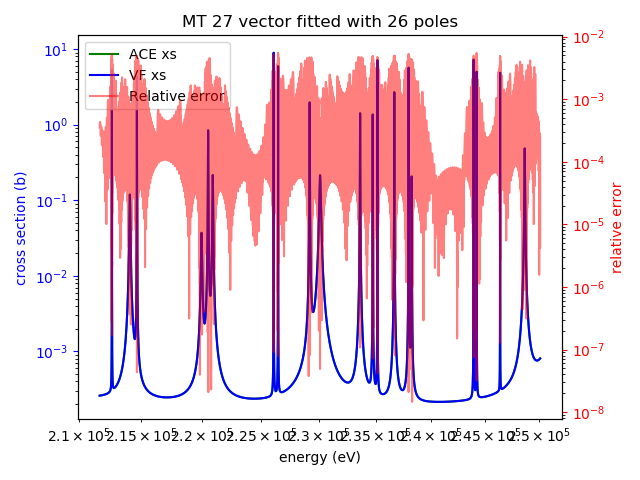 MT 27 vector fitted with 26 poles
ACE xs
VF xs
Relative error
10¹
10⁰
10⁻¹
10⁻²
10⁻³
cross section (b)
10⁻²
10⁻³
10⁻⁴
10⁻⁵
10⁻⁶
10⁻⁷
10⁻⁸
relative error
2.1 × 10⁵ 2.15 × 10⁵ 2.2 × 10⁵ 2.25 × 10⁵ 2.3 × 10⁵ 2.35 × 10⁵ 2.4 × 10⁵ 2.45 × 10⁵ 2.5 × 10⁵
energy (eV)